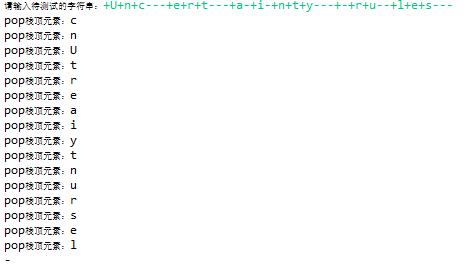 请输入待测试的字符串：+U+n+c---+e+r+t---+a-+i-+n+t+y---+-+r+u--+l+e+s---
pop栈顶元素：c
pop栈顶元素：n
pop栈顶元素：U
pop栈顶元素：t
pop栈顶元素：r
pop栈顶元素：e
pop栈顶元素：a
pop栈顶元素：i
pop栈顶元素：y
pop栈顶元素：t
pop栈顶元素：n
pop栈顶元素：u
pop栈顶元素：r
pop栈顶元素：s
pop栈顶元素：e
pop栈顶元素：l